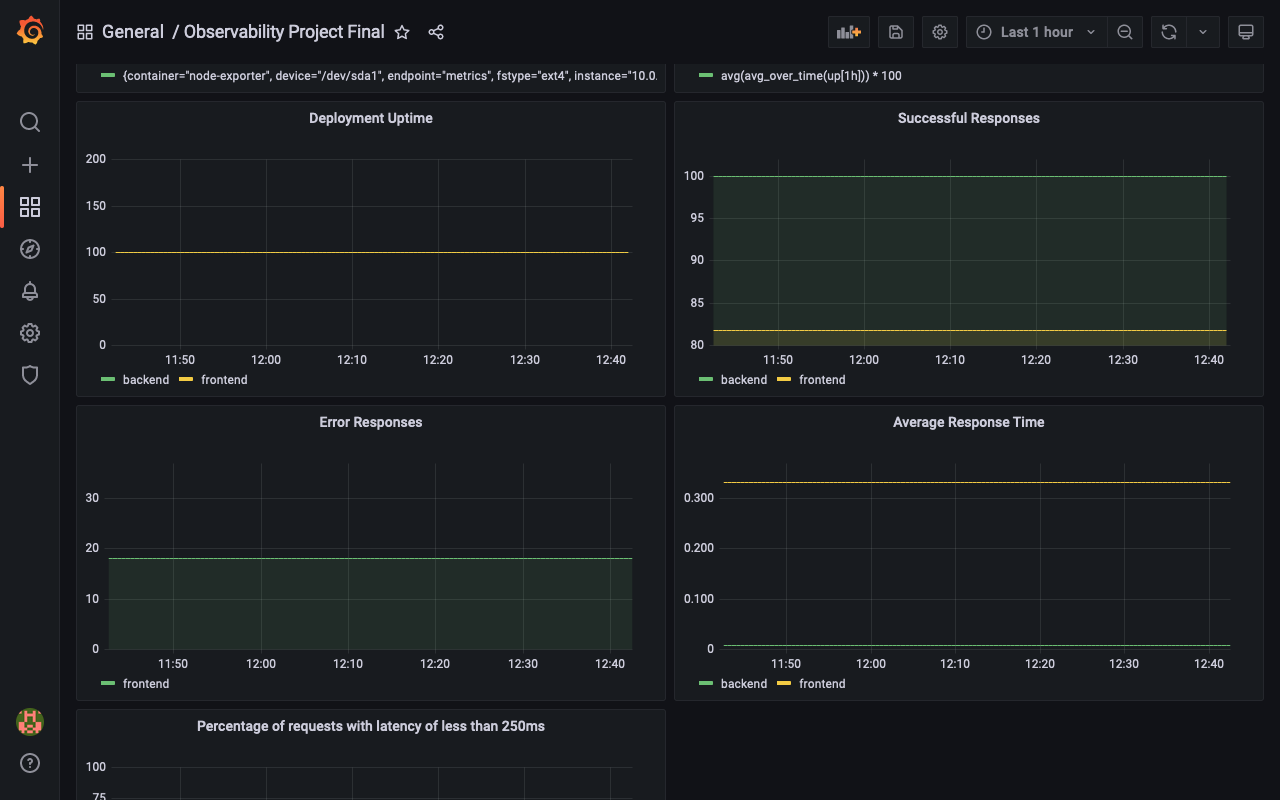 General / Observability Project Final
Last 1 hour
{container="node-exporter", device="/dev/sda1", endpoint="metrics", fstype="ext4", instance="10.0.
avg(avg_over_time(up[1h])) * 100
Deployment Uptime
200
150
100
50
0
11:50 12:00 12:10 12:20 12:30 12:40
backend frontend
Successful Responses
100
95
90
85
80
11:50 12:00 12:10 12:20 12:30 12:40
backend frontend
Error Responses
30
20
10
0
11:50 12:00 12:10 12:20 12:30 12:40
frontend
Average Response Time
0.300
0.200
0.100
0
11:50 12:00 12:10 12:20 12:30 12:40
backend frontend
Percentage of requests with latency of less than 250ms
100
75